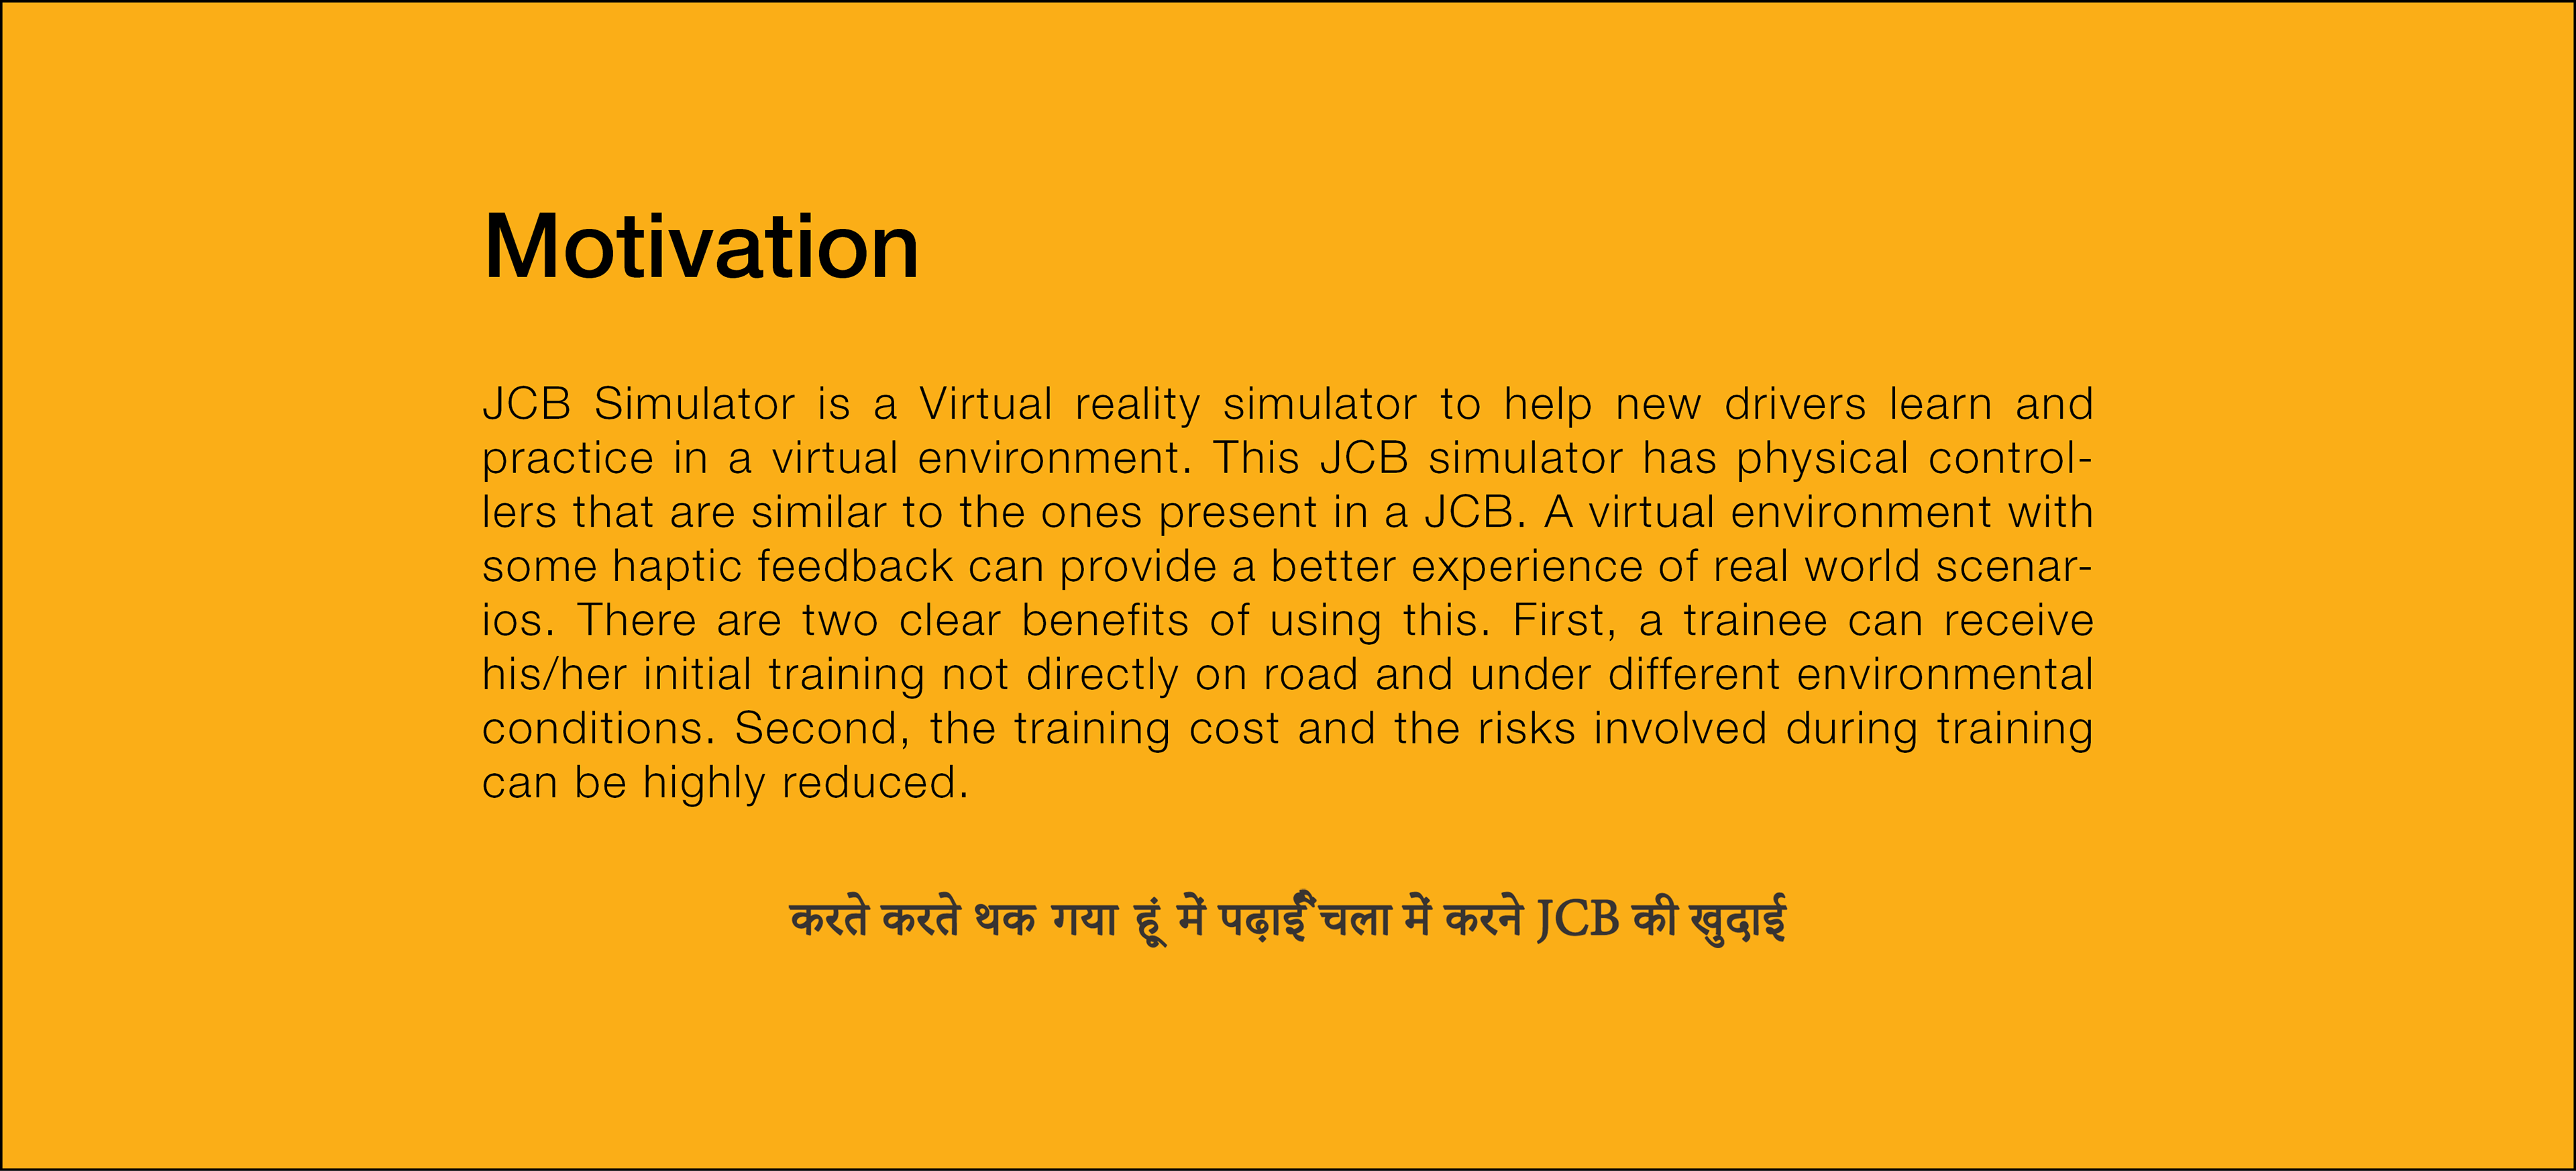 Motivation
JCB Simulator is a Virtual reality simulator to help new drivers learn and
practice in a virtual environment. This JCB simulator has physical control-
lers that are similar to the ones present in a JCB. A virtual environment with
some haptic feedback can provide a better experience of real world scenar-
ios. There are two clear benefits of using this. First, a trainee can receive
his/her initial training not directly on road and under different environmental
conditions. Second, the training cost and the risks involved during training
can be highly reduced.
करते करते थक गया हूं में पढ़ाईॅ चला में करने JCB की खुदाई